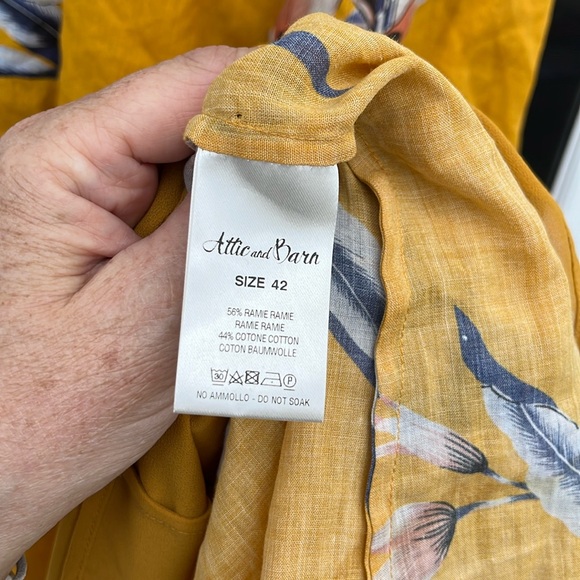 Attic and Barn
SIZE 42
56% RAMIE RAMIE
RAMIE RAMIE
44% COTONE COTTON
COTON BAUMWOLLE
30 P
NO AMMOLLO - DO NOT SOAK